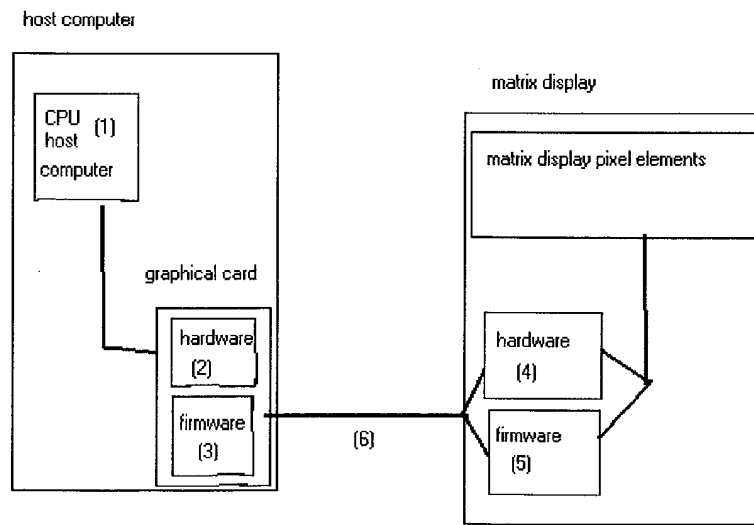 host computer
CPU (1)
host
computer
graphical card
hardware
(2)
firmware
(3)
(6)
matrix display
matrix display pixel elements
hardware
(4)
firmware
(5)